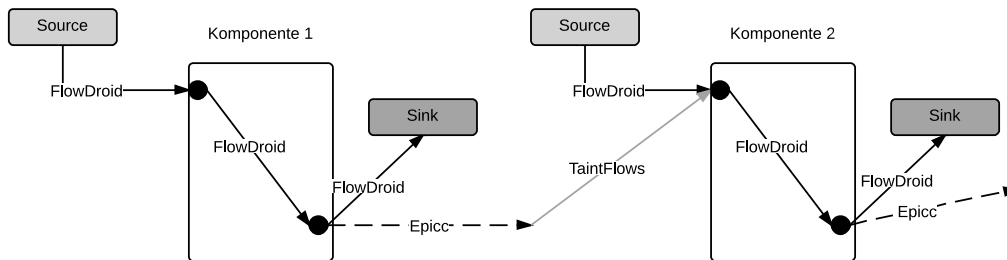 Source
Komponente 1
FlowDroid
Sink
FlowDroid
FlowDroid
Epicc
TaintFlows
Source
Komponente 2
FlowDroid
Sink
FlowDroid
FlowDroid
Epicc